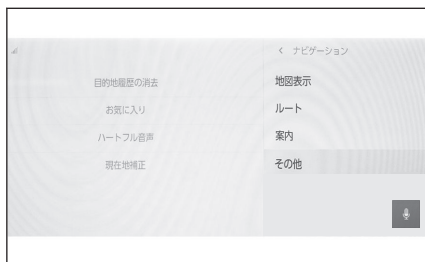 目的地履歴の消去
お気に入り
ハートフル音声
現在地補正
< ナビゲーション
地図表示
ルート
案内
その他